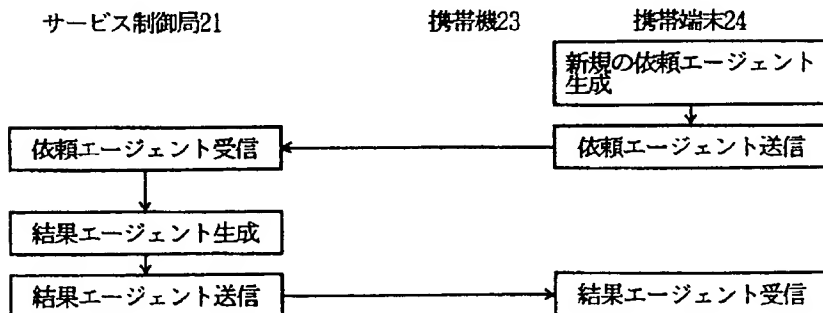 サービス制御局21 携帯機23 携帯端末24
新規の依頼エージェント
生成
依頼エージェント受信 依頼エージェント送信
結果エージェント生成
結果エージェント送信 結果エージェント受信